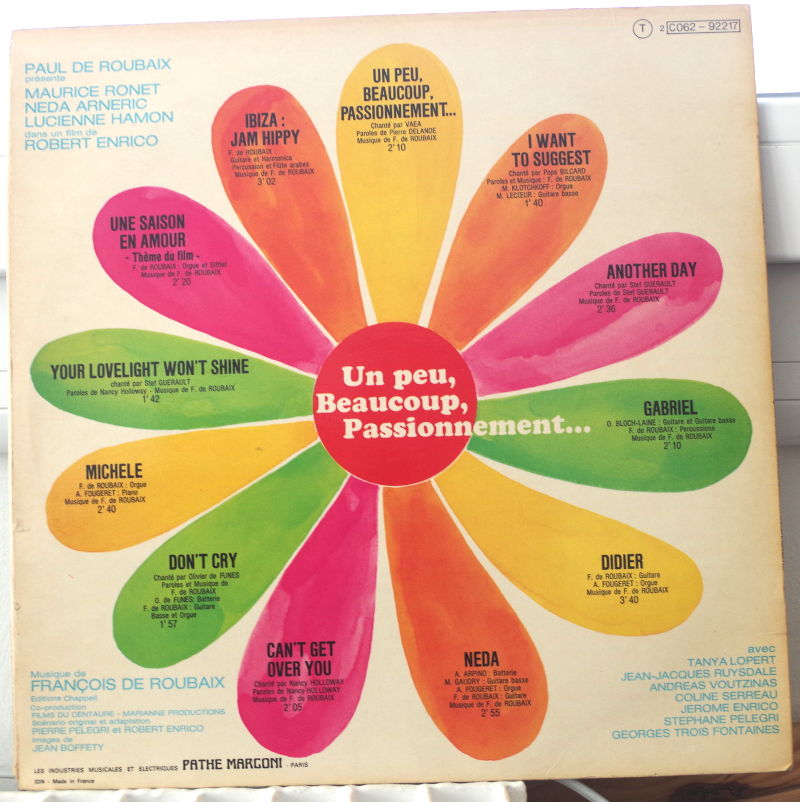 T 2 C062-92217
PAUL DE ROUBAIX
présente
MAURICE RONET
NEDA ARNERIC
LUCIENNE HAMON
dans un film de
ROBERT ENRICO
UN PEU,
BEAUCOUP,
PASSIONNEMENT...
Chanté par VAEA
Paroles de Pierre DELANOE
Musique de F. de ROUBAIX
2'10
I WANT
TO SUGGEST
Chanté par Pops BILCARD
Paroles et Musique : F. de ROUBAIX
M. KLOTCHKOFF : Orgue
M. LECŒUR : Guitare basse
1'40
ANOTHER DAY
Chanté par Stef GUERAULT
Paroles de Stef GUERAULT
Musique de F. de ROUBAIX
2'36
GABRIEL
O. BLOCH-LAINE : Guitare et Guitare basse
F. de ROUBAIX : Percussions
Musique de F. de ROUBAIX
2'10
DIDIER
F. de ROUBAIX : Guitare
A. FOUGERET : Orgue
Musique de F. de ROUBAIX
3'40
NEDA
A. ARPINO : Batterie
M. GAUDRY : Guitare basse
A. FOUGERET : Orgue
F. de ROUBAIX : Guitare
Musique de F. de ROUBAIX
2'55
CAN'T GET
OVER YOU
Chanté par Nancy HOLLOWAY
Paroles de Nancy HOLLOWAY
Musique de F. de ROUBAIX
2'05
DON'T CRY
Chanté par Olivier de FUNES
Paroles et Musique de
F. de ROUBAIX
O. de FUNES: Batterie
F. de ROUBAIX : Guitare
Basse et Orgue
1'57
MICHELE
F. de ROUBAIX : Orgue
A. FOUGERET : Piano
Musique de F. de ROUBAIX
2'40
YOUR LOVELIGHT WON'T SHINE
chanté par Stef GUERAULT
Paroles de Nancy Holloway - Musique de F. de ROUBAIX
1'42
UNE SAISON
EN AMOUR
- Thème du film -
F. de ROUBAIX : Orgue et Sifflet
Musique de F. de ROUBAIX
2'20
IBIZA :
JAM HIPPY
F. de ROUBAIX :
Guitare et Harmonica
Percussion et Flûte arabes
Musique de F. de ROUBAIX
3'02
Un peu,
Beaucoup,
Passionnement...
Musique de
FRANÇOIS DE ROUBAIX
Editions Chappell
Co-production
FILMS DU CENTAURE - MARIANNE PRODUCTIONS
Scénario original et adaptation
PIERRE PELEGRI et ROBERT ENRICO
Images de
JEAN BOFFETY
avec
TANYA LOPERT
JEAN-JACQUES RUYSDALE
ANDREAS VOUTZINAS
COLINE SERREAU
JEROME ENRICO
STEPHANE PELEGRI
GEORGES TROIS FONTAINES
LES INDUSTRIES MUSICALES ET ELECTRIQUES PATHE MARCONI - PARIS
IDN - Made in France